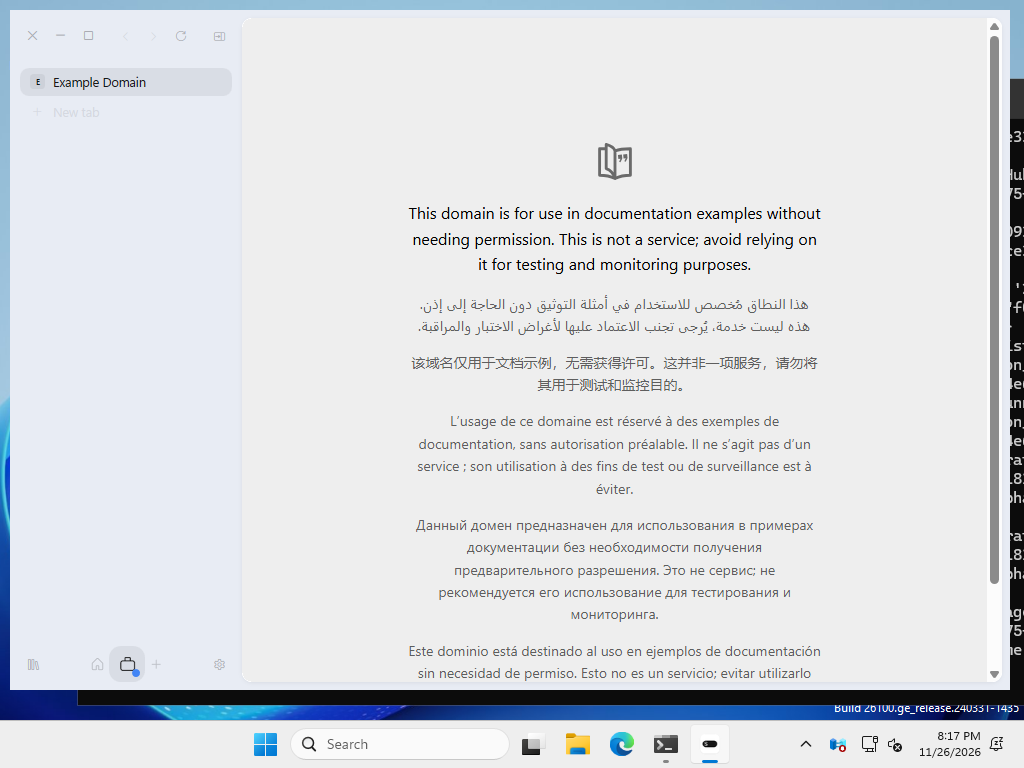 E Example Domain
+ New tab
This domain is for use in documentation examples without
needing permission. This is not a service; avoid relying on
it for testing and monitoring purposes.
هذا النطاق مُخصص للاستخدام في أمثلة التوثيق دون الحاجة إلى إذن.
هذه ليست خدمة، يُرجى تجنب الاعتماد عليها لأغراض الاختبار والمراقبة.
该域名仅用于文档示例，无需获得许可。这并非一项服务，请勿将
其用于测试和监控目的。
L’usage de ce domaine est réservé à des exemples de
documentation, sans autorisation préalable. Il ne s’agit pas d’un
service ; son utilisation à des fins de test ou de surveillance est à
éviter.
Данный домен предназначен для использования в примерах
документации без необходимости получения
предварительного разрешения. Это не сервис; не
рекомендуется его использование для тестирования и
мониторинга.
Este dominio está destinado al uso en ejemplos de documentación
sin necesidad de permiso. Esto no es un servicio; evitar utilizarlo
Build 26100.ge_release.240331-1435
Search
8:17 PM
11/26/2026